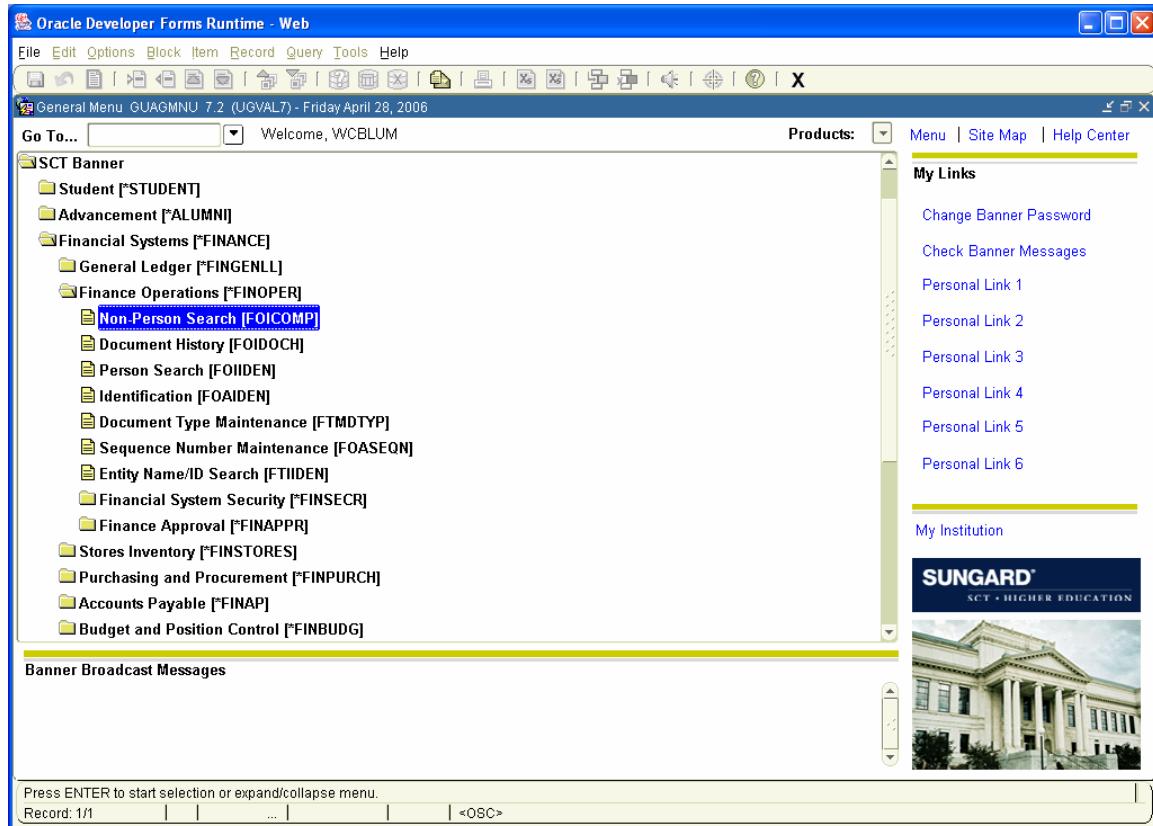 Oracle Developer Forms Runtime - Web
File Edit Options Block Item Record Query Tools Help
General Menu GUAGMNU 7.2 (UGVAL7) - Friday April 28, 2006
Go To... Welcome, WCBLUM Products: Menu | Site Map | Help Center
SCT Banner
Student [*STUDENT]
Advancement [*ALUMNI]
Financial Systems [*FINANCE]
General Ledger [*FINGENLL]
Finance Operations [*FINOPER]
Non-Person Search [FOICOMP]
Document History [FOIDOCH]
Person Search [FOIIDEN]
Identification [FOAIDEN]
Document Type Maintenance [FTMDTYP]
Sequence Number Maintenance [FOASEQN]
Entity Name/ID Search [FTIIDEN]
Financial System Security [*FINSECR]
Finance Approval [*FINAPPR]
Stores Inventory [*FINSTORES]
Purchasing and Procurement [*FINPURCH]
Accounts Payable [*FINAP]
Budget and Position Control [*FINBUDG]
My Links
Change Banner Password
Check Banner Messages
Personal Link 1
Personal Link 2
Personal Link 3
Personal Link 4
Personal Link 5
Personal Link 6
My Institution
SUNGARD®
SCT • HIGHER EDUCATION
Banner Broadcast Messages
Press ENTER to start selection or expand/collapse menu.
Record: 1/1 ... <OSC>